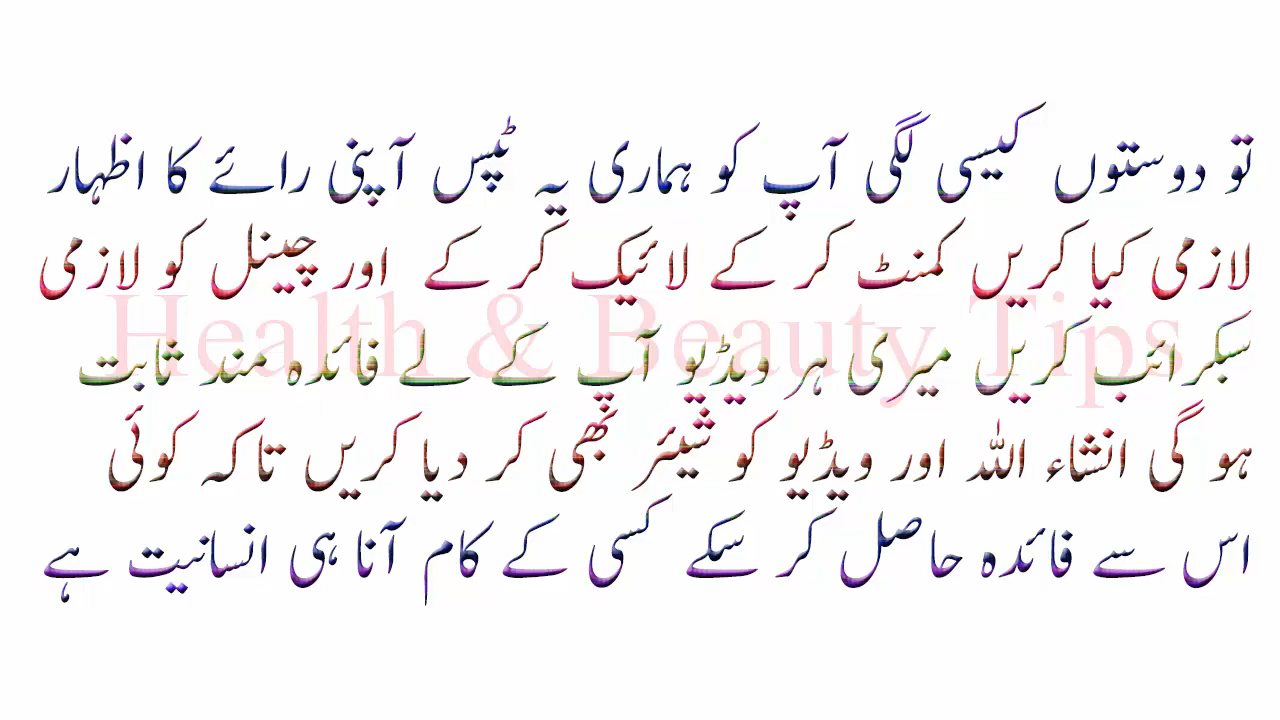 تو دوستوں کیسی لگی آپ کو ہماری یہ ٹپس آپنی رائے کا اظہار
لازمی کیا کریں کمنٹ کر کے لائیک کر کے اور چینل کو لازمی
سبکرائب کریں میری ہر ویڈیو آپ کے لے فائدہ مند ثابت
ہو گی انشاء اللہ اور ویڈیو کو شیئر بھی کر دیا کریں تاکہ کوئی
اس سے فائدہ حاصل کر سکے کسی کے کام آنا ہی انسانیت ہے
Health & Beauty Tips